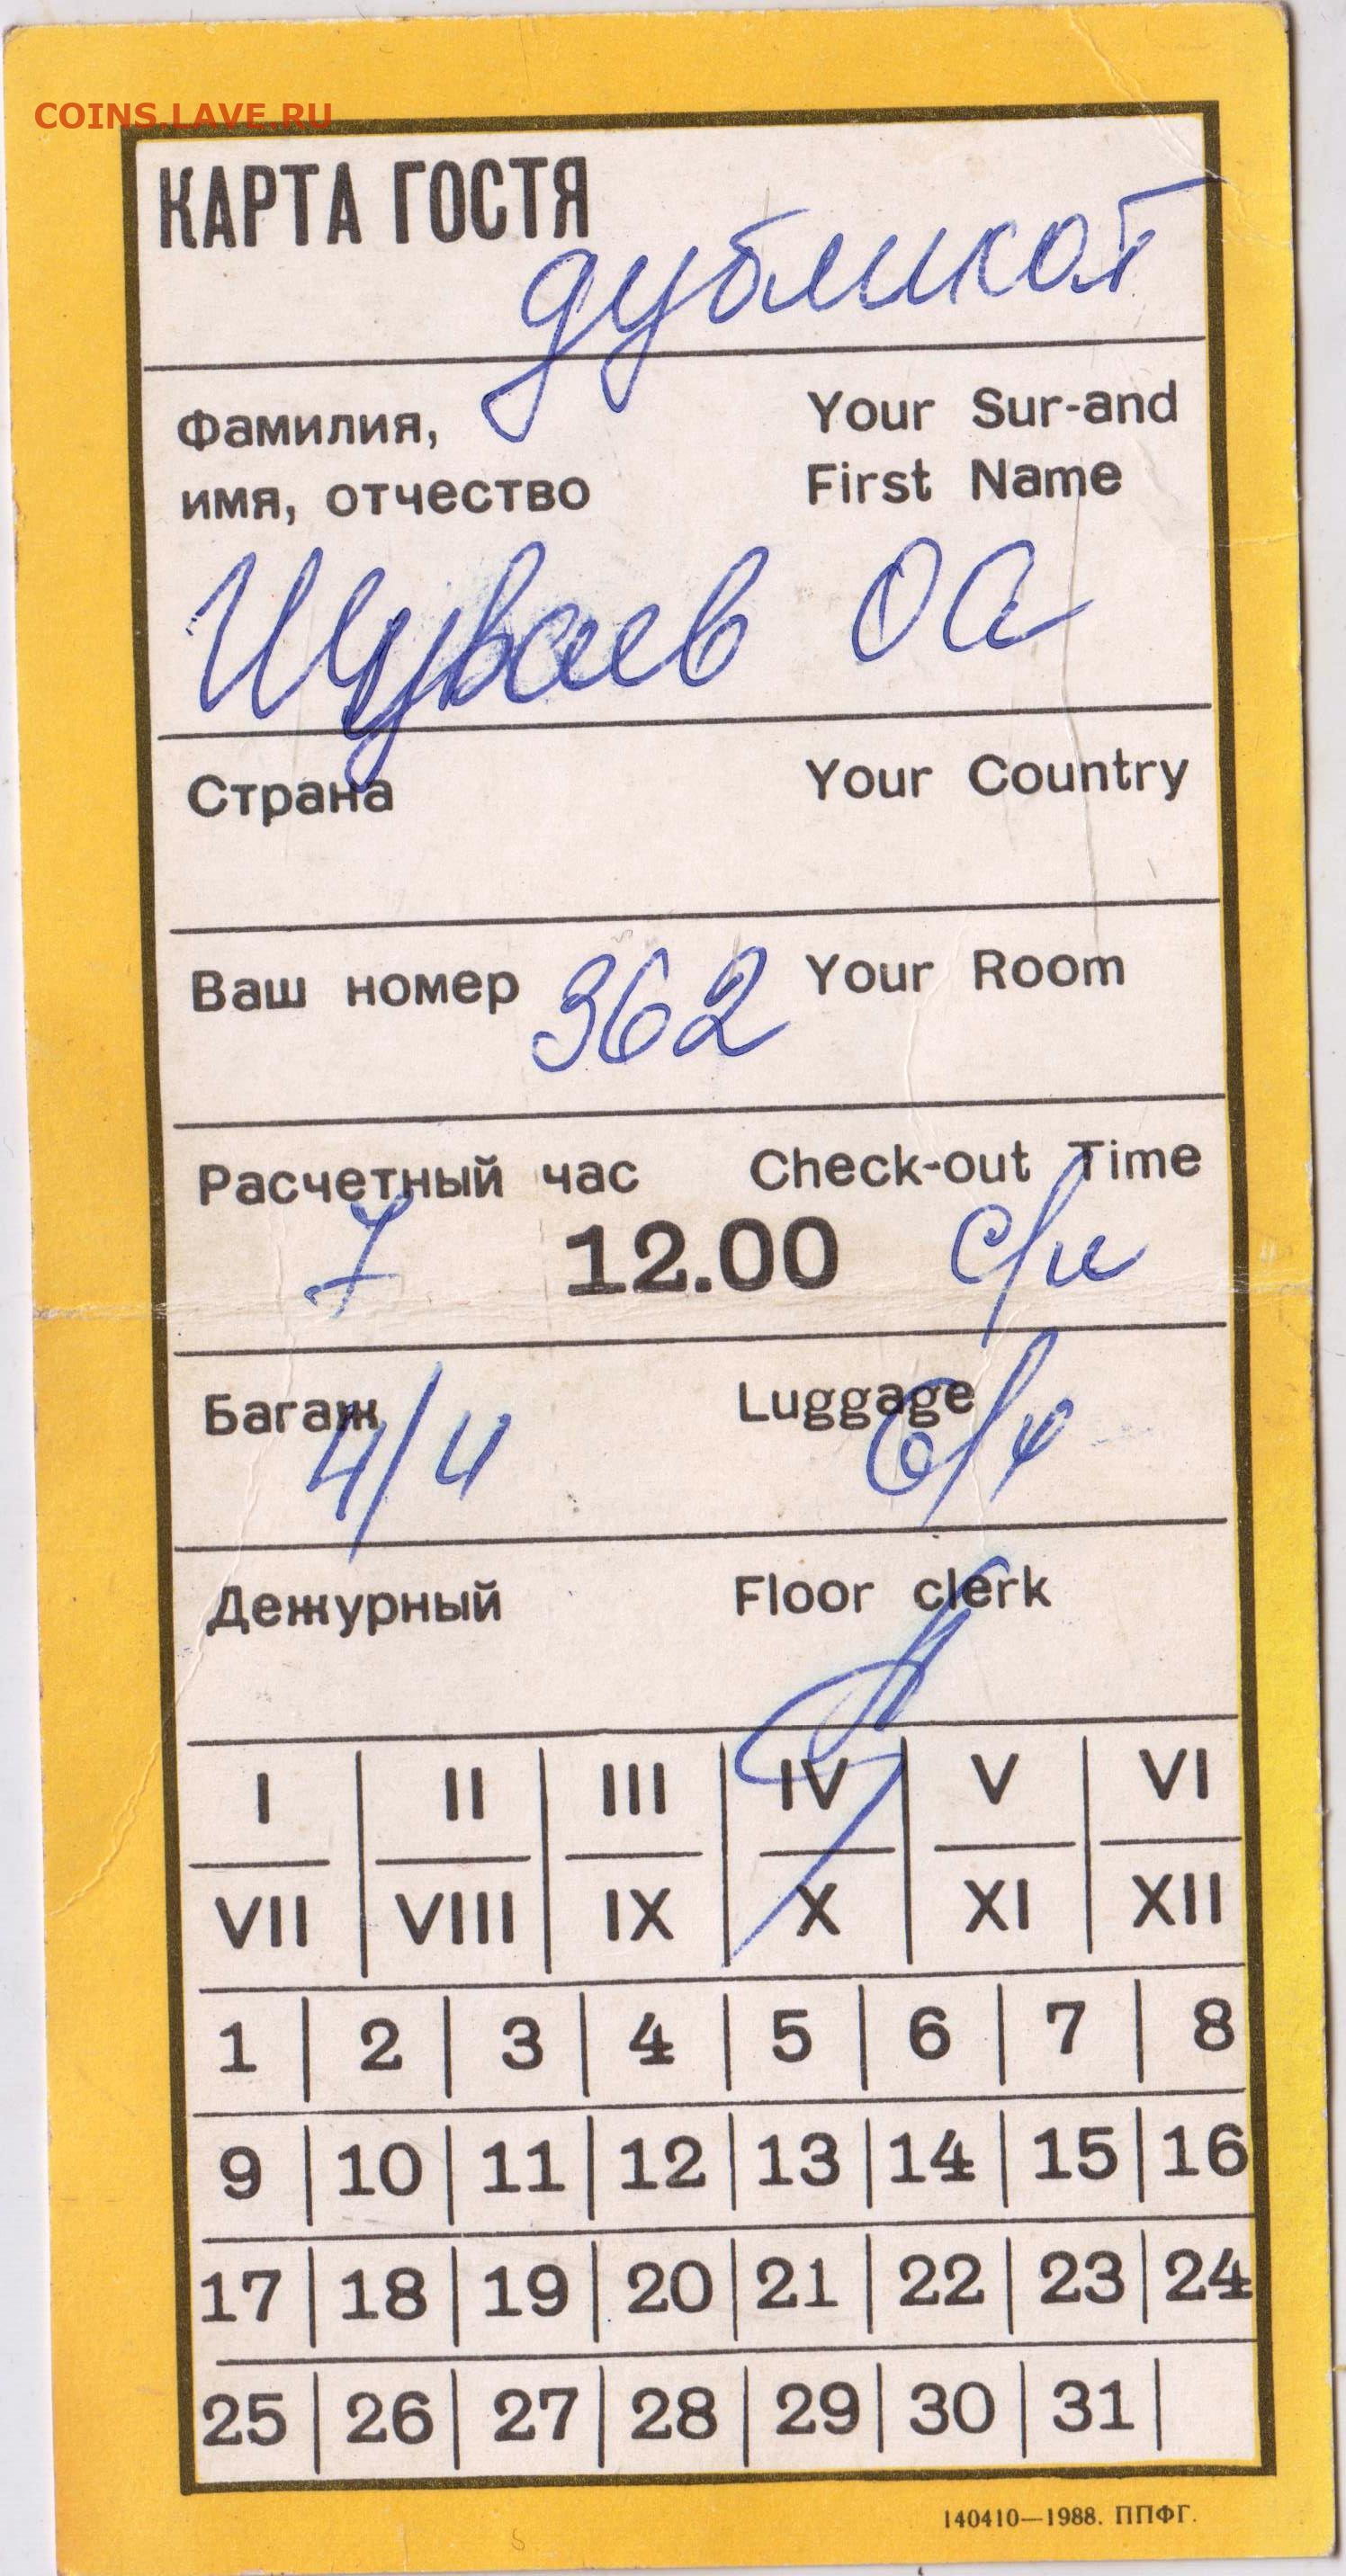 COINS.LAVE.RU
КАРТА ГОСТЯ
дубликат
Фамилия, Your Sur-and
имя, отчество First Name
Шуваев ОС
Страна Your Country
Ваш номер 362 Your Room
Расчетный час Check-out Time
7 12.00 с/и
Багаж Luggage
4/4
Дежурный Floor clerk
I II III IV V VI
VII VIII IX X XI XII
1 2 3 4 5 6 7 8
9 10 11 12 13 14 15 16
17 18 19 20 21 22 23 24
25 26 27 28 29 30 31
140410—1988. ППФГ.